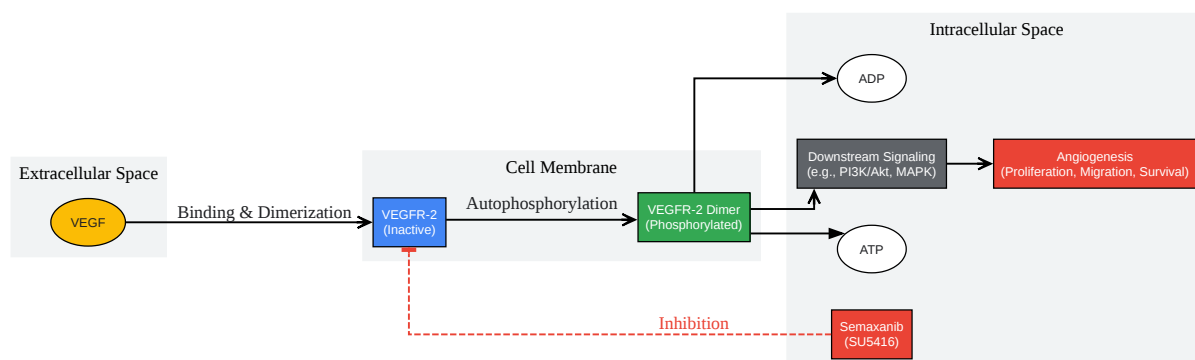 Intracellular Space
ADP
Extracellular Space
Cell Membrane
Downstream Signaling
(e.g., PI3K/Akt, MAPK)
Angiogenesis
(Proliferation, Migration, Survival)
VEGF
Binding & Dimerization
VEGFR-2
(Inactive)
Autophosphorylation
VEGFR-2 Dimer
(Phosphorylated)
ATP
Inhibition
Semaxanib
(SU5416)